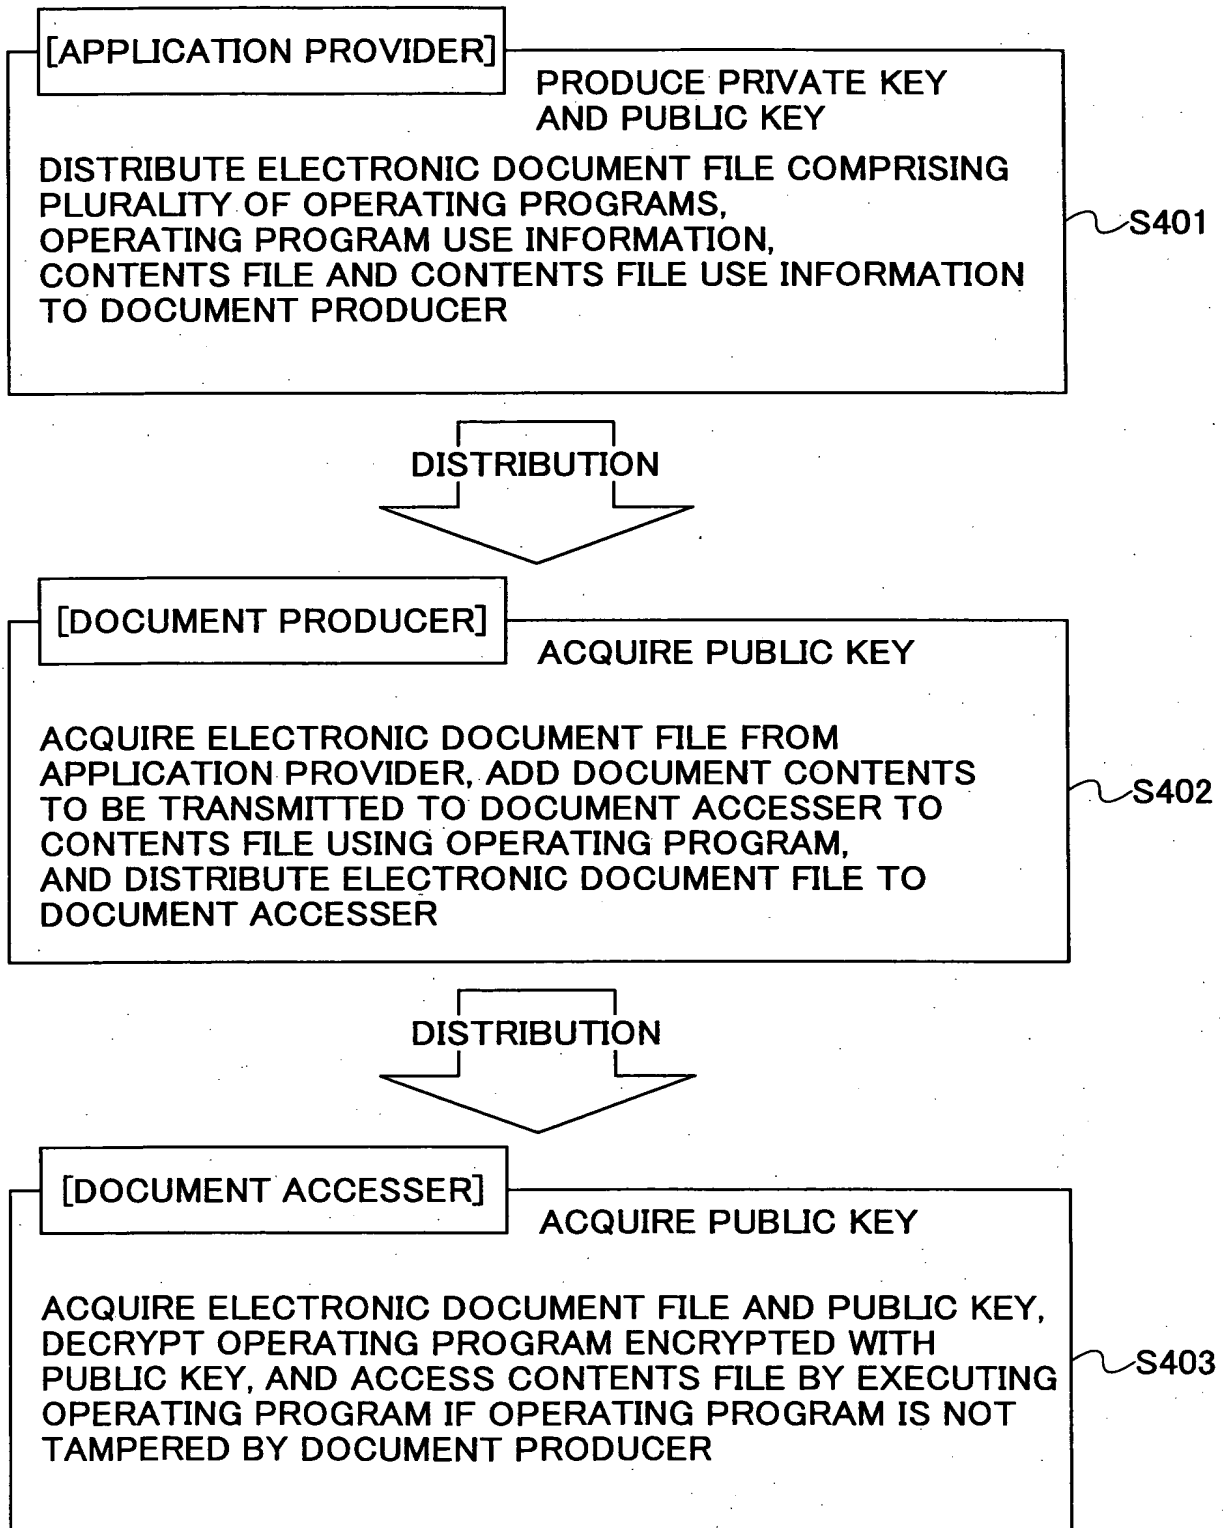 [APPLICATION PROVIDER]
PRODUCE PRIVATE KEY
AND PUBLIC KEY
DISTRIBUTE ELECTRONIC DOCUMENT FILE COMPRISING
PLURALITY OF OPERATING PROGRAMS,
OPERATING PROGRAM USE INFORMATION,
CONTENTS FILE AND CONTENTS FILE USE INFORMATION
TO DOCUMENT PRODUCER
S401
DISTRIBUTION
[DOCUMENT PRODUCER]
ACQUIRE PUBLIC KEY
ACQUIRE ELECTRONIC DOCUMENT FILE FROM
APPLICATION PROVIDER, ADD DOCUMENT CONTENTS
TO BE TRANSMITTED TO DOCUMENT ACCESSER TO
CONTENTS FILE USING OPERATING PROGRAM,
AND DISTRIBUTE ELECTRONIC DOCUMENT FILE TO
DOCUMENT ACCESSER
S402
DISTRIBUTION
[DOCUMENT ACCESSER]
ACQUIRE PUBLIC KEY
ACQUIRE ELECTRONIC DOCUMENT FILE AND PUBLIC KEY,
DECRYPT OPERATING PROGRAM ENCRYPTED WITH
PUBLIC KEY, AND ACCESS CONTENTS FILE BY EXECUTING
OPERATING PROGRAM IF OPERATING PROGRAM IS NOT
TAMPERED BY DOCUMENT PRODUCER
S403